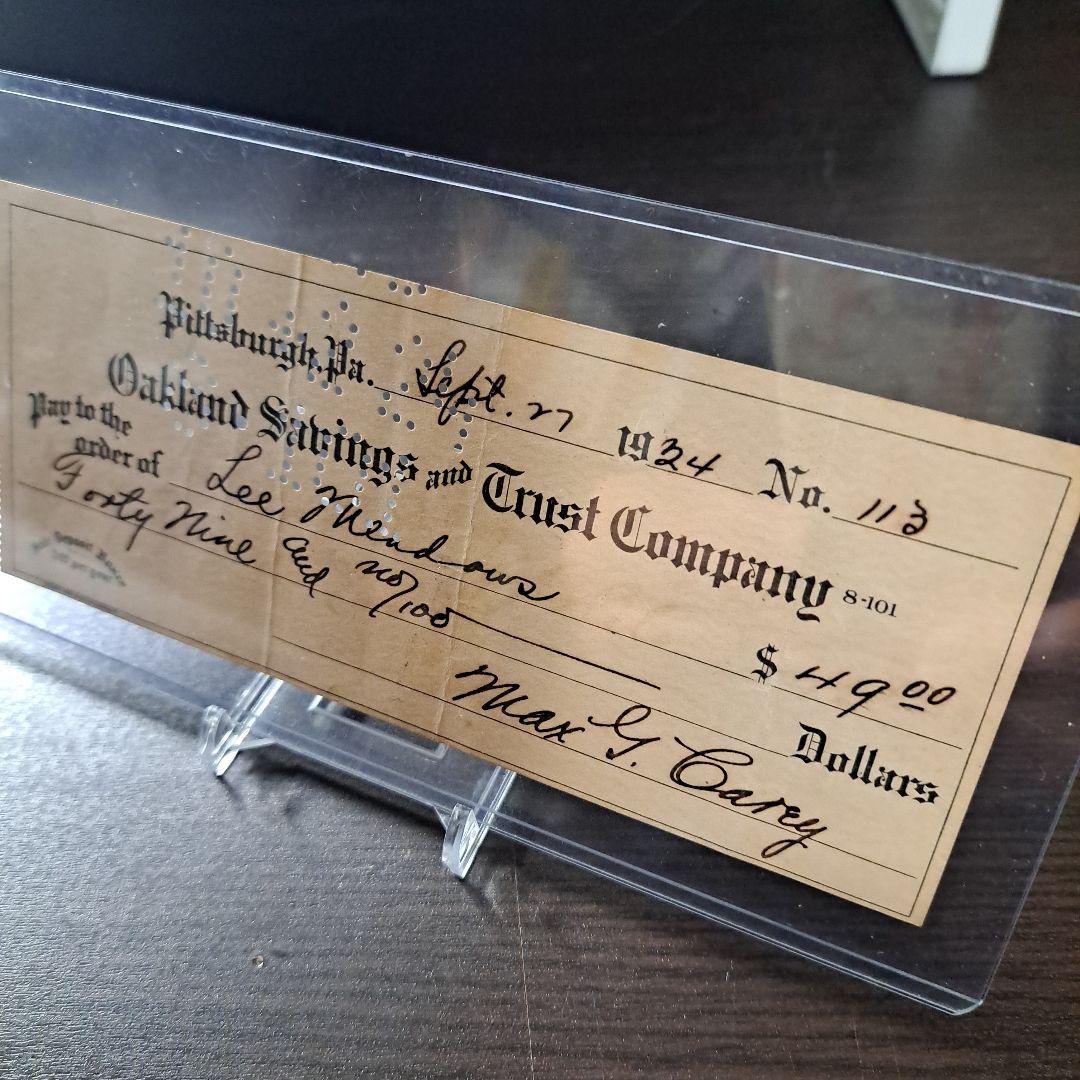 Pittsburgh, Pa. Sept. 27 1934 No. 113
Oakland Savings and Trust Company 8-101
Pay to the order of Lee Meadows $ 49 00
Forty Nine and no/100 Dollars
Max G. Carey